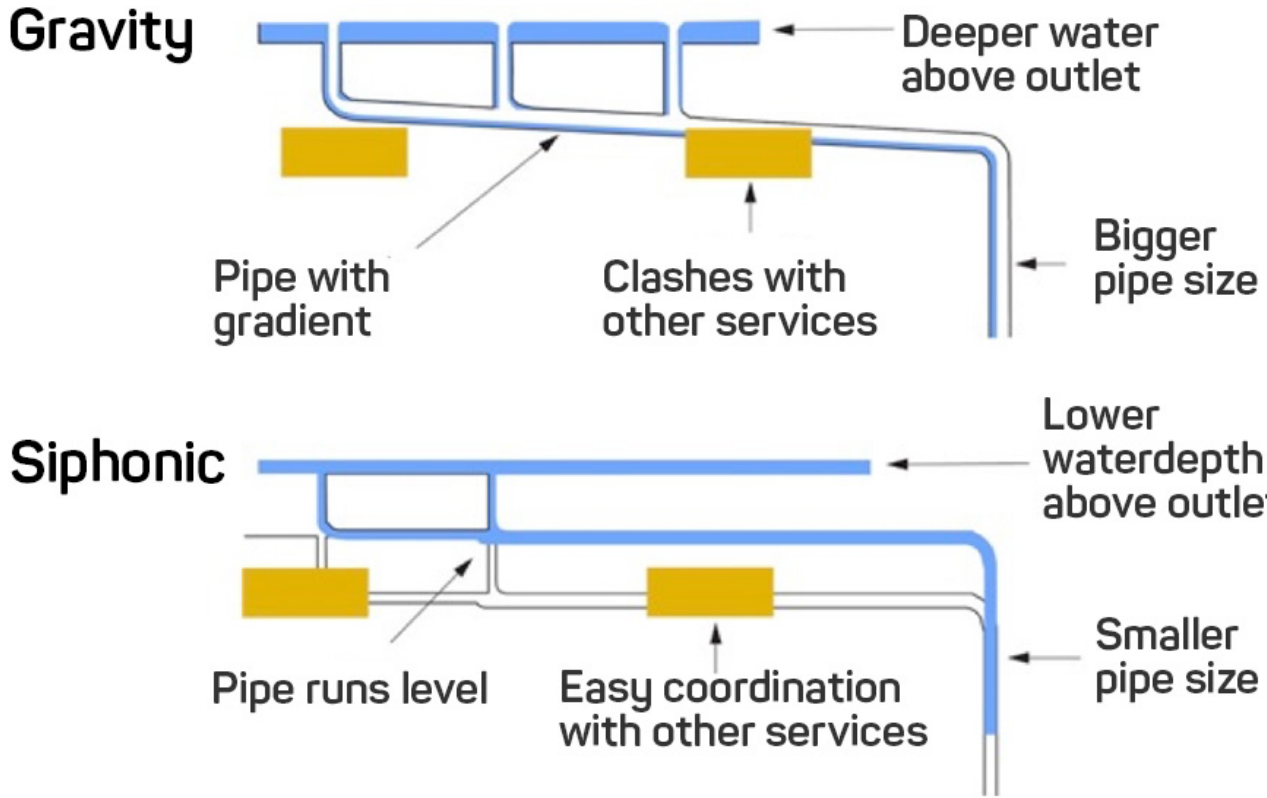 Gravity
Deeper water
above outlet
Pipe with
gradient
Clashes with
other services
Bigger
pipe size
Siphonic
Lower
waterdepth
above outlet
Pipe runs level
Easy coordination
with other services
Smaller
pipe size